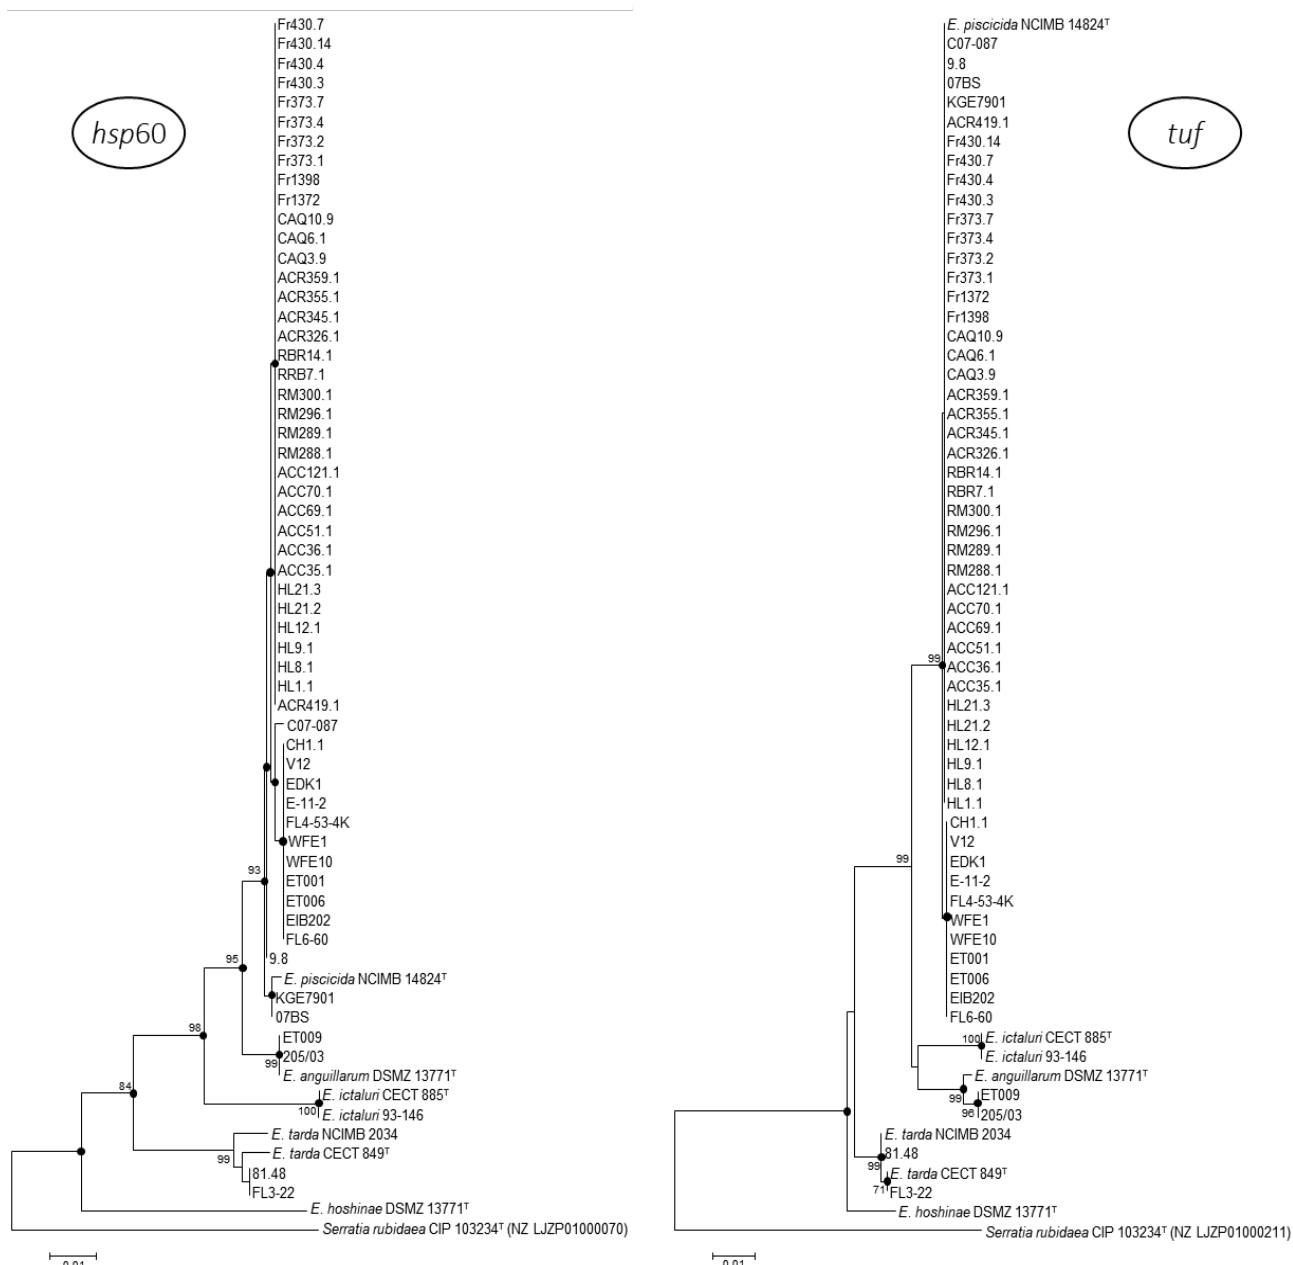 Fr430.7
Fr430.14
Fr430.4
Fr430.3
Fr373.7
Fr373.4
Fr373.2
Fr373.1
Fr1398
Fr1372
CAQ10.9
CAQ6.1
CAQ3.9
ACR359.1
ACR355.1
ACR345.1
ACR326.1
RBR14.1
RRB7.1
RM300.1
RM296.1
RM289.1
RM288.1
ACC121.1
ACC70.1
ACC69.1
ACC51.1
ACC36.1
ACC35.1
HL21.3
HL21.2
HL12.1
HL9.1
HL8.1
HL1.1
ACR419.1
C07-087
CH1.1
V12
EDK1
E-11-2
FL4-53-4K
WFE1
WFE10
ET001
ET006
EIB202
FL6-60
9.8
E. piscicida NCIMB 14824ᵀ
KGE7901
07BS
ET009
205/03
E. anguillarum DSMZ 13771ᵀ
E. ictaluri CECT 885ᵀ
E. ictaluri 93-146
E. tarda NCIMB 2034
E. tarda CECT 849ᵀ
81.48
FL3-22
E. hoshinae DSMZ 13771ᵀ
Serratia rubidaea CIP 103234ᵀ (NZ LJZP01000070)
hsp60
93
95
98
99
84
100
99
0.01
E. piscicida NCIMB 14824ᵀ
C07-087
9.8
07BS
KGE7901
ACR419.1
Fr430.14
Fr430.7
Fr430.4
Fr430.3
Fr373.7
Fr373.4
Fr373.2
Fr373.1
Fr1372
Fr1398
CAQ10.9
CAQ6.1
CAQ3.9
ACR359.1
ACR355.1
ACR345.1
ACR326.1
RBR14.1
RBR7.1
RM300.1
RM296.1
RM289.1
RM288.1
ACC121.1
ACC70.1
ACC69.1
ACC51.1
ACC36.1
ACC35.1
HL21.3
HL21.2
HL12.1
HL9.1
HL8.1
HL1.1
CH1.1
V12
EDK1
E-11-2
FL4-53-4K
WFE1
WFE10
ET001
ET006
EIB202
FL6-60
E. ictaluri CECT 885ᵀ
E. ictaluri 93-146
E. anguillarum DSMZ 13771ᵀ
ET009
205/03
E. tarda NCIMB 2034
81.48
E. tarda CECT 849ᵀ
FL3-22
E. hoshinae DSMZ 13771ᵀ
Serratia rubidaea CIP 103234ᵀ (NZ LJZP01000211)
tuf
99
99
100
99
96
99
71
0.01